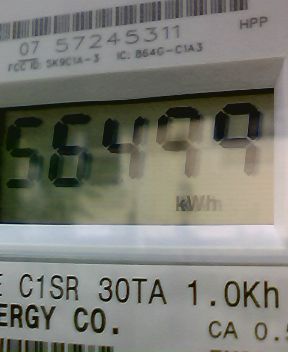 HPP
07 57245311
FCC ID: SK9C1A-3 IC: 864G-C1A3
56499
kWh
E C1SR 30TA 1.0Kh
ERGY CO.
CA 0.5